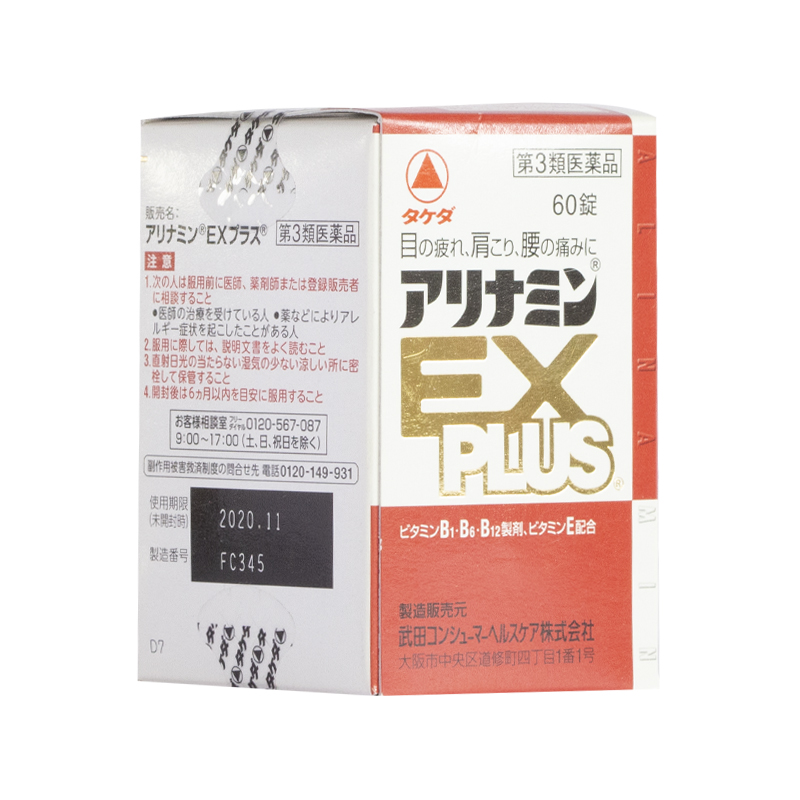 販売名:
アリナミン®EXプラス® 第3類医薬品
注意
1.次の人は服用前に医師、薬剤師または登録販売者
に相談すること
●医師の治療を受けている人 ●薬などによりアレ
ルギー症状を起こしたことがある人
2.服用に際しては、説明文書をよく読むこと
3.直射日光の当たらない湿気の少ない涼しい所に密
栓して保管すること
4.開封後は6ヵ月以内を目安に服用すること
お客様相談室 フリーダイヤル 0120-567-087
9:00~17:00(土、日、祝日を除く)
副作用被害救済制度の問合せ先 電話0120-149-931
使用期限
(未開封時)
2020.11
製造番号
FC345
D7
タケダ
第3類医薬品
タケダ
60錠
目の疲れ、肩こり、腰の痛みに
アリナミン®
EX
PLUS®
ビタミンB1・B6・B12製剤、ビタミンE配合
製造販売元
武田コンシューマーヘルスケア株式会社
大阪市中央区道修町四丁目1番1号
ALINAMIN